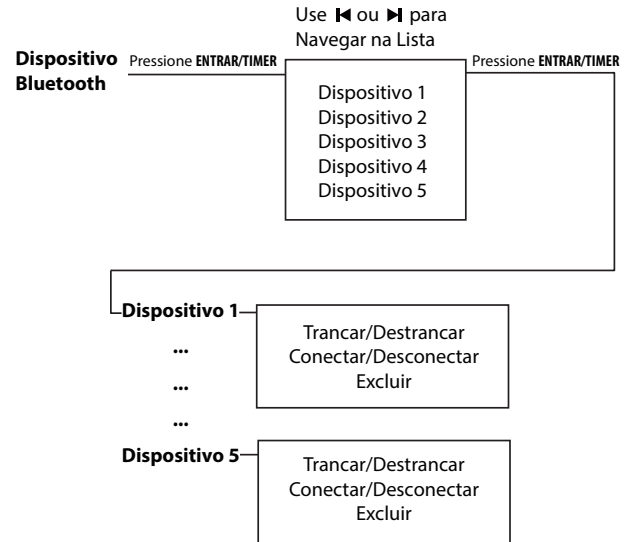 Use ⏮ ou ⏭ para
Navegar na Lista
Dispositivo
Bluetooth
Pressione ENTRAR/TIMER
Pressione ENTRAR/TIMER
Dispositivo 1
Dispositivo 2
Dispositivo 3
Dispositivo 4
Dispositivo 5
Dispositivo 1
Trancar/Destrancar
Conectar/Desconectar
Excluir
...
...
...
Dispositivo 5
Trancar/Destrancar
Conectar/Desconectar
Excluir